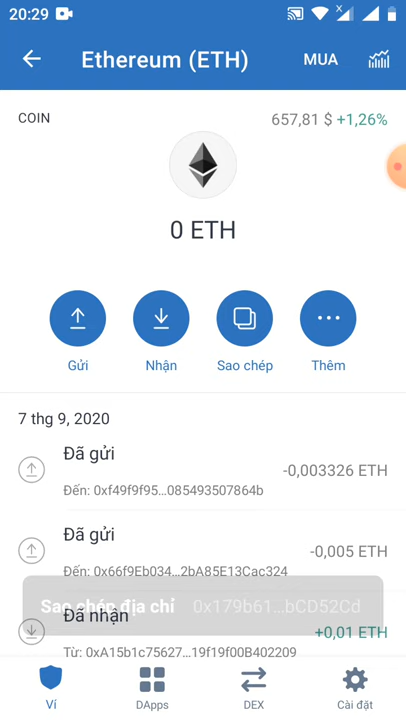 20:29
Ethereum (ETH) MUA
COIN 657,81 $ +1,26%
0 ETH
Gửi Nhận Sao chép Thêm
7 thg 9, 2020
Đã gửi
-0,003326 ETH
Đến: 0xf49f9f95...085493507864b
Đã gửi
-0,005 ETH
Đến: 0x66f9Eb034...2bA85E13Cac324
Sao chép địa chỉ 0x179b61...bCD52Cd
Đã nhận
+0,01 ETH
Từ: 0xA15b1c75627...19f19f00B402209
Ví DApps DEX Cài đặt